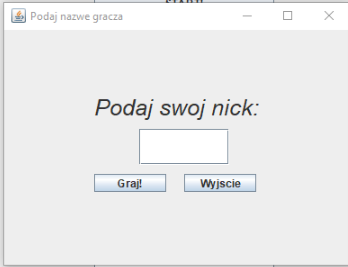 Podaj nazwe gracza
Podaj swoj nick:
Graj! Wyjscie